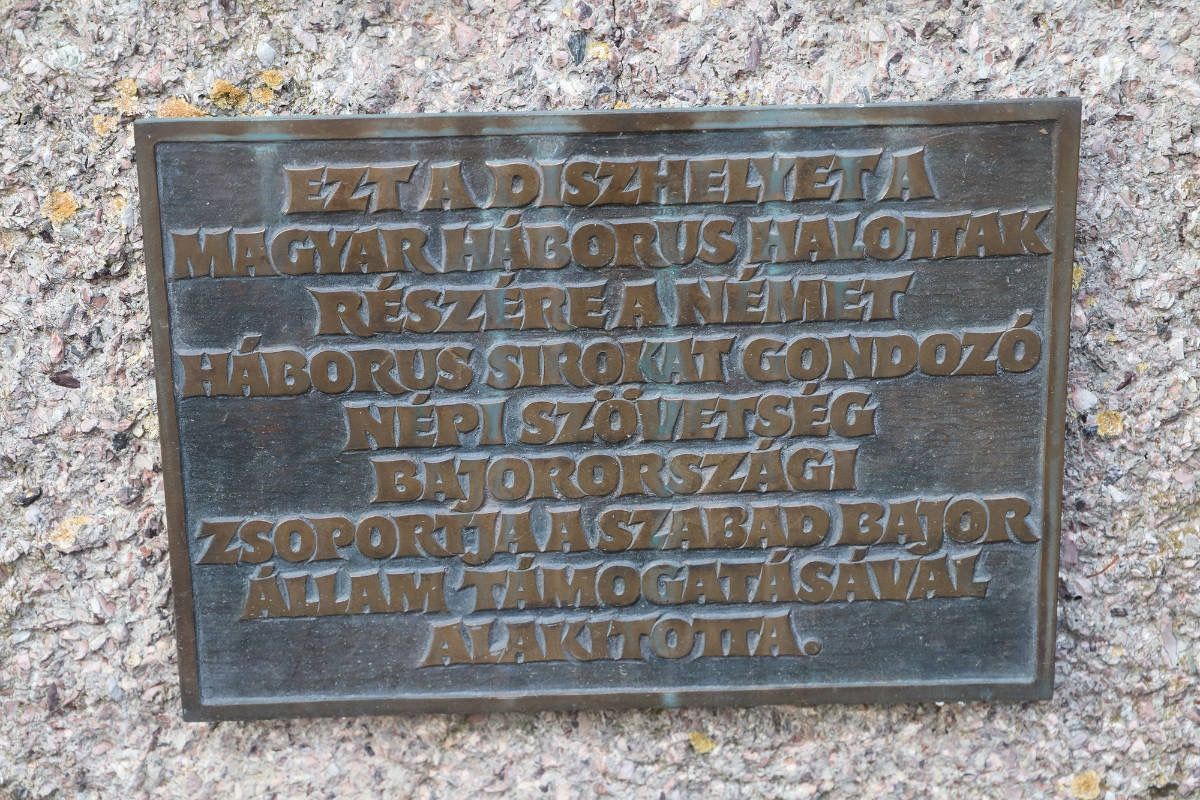 EZT A DISZHELYET A
MAGYAR HÁBORUS HALOTTAK
RÉSZÉRE A NÉMET
HÁBORUS SIROKAT GONDOZÓ
NÉPI SZÖVETSÉG
BAJORORSZÁGI
ZSOPORTJA A SZABAD BAJOR
ÁLLAM TÁMOGATÁSÁVAL
ALAKITOTTA.